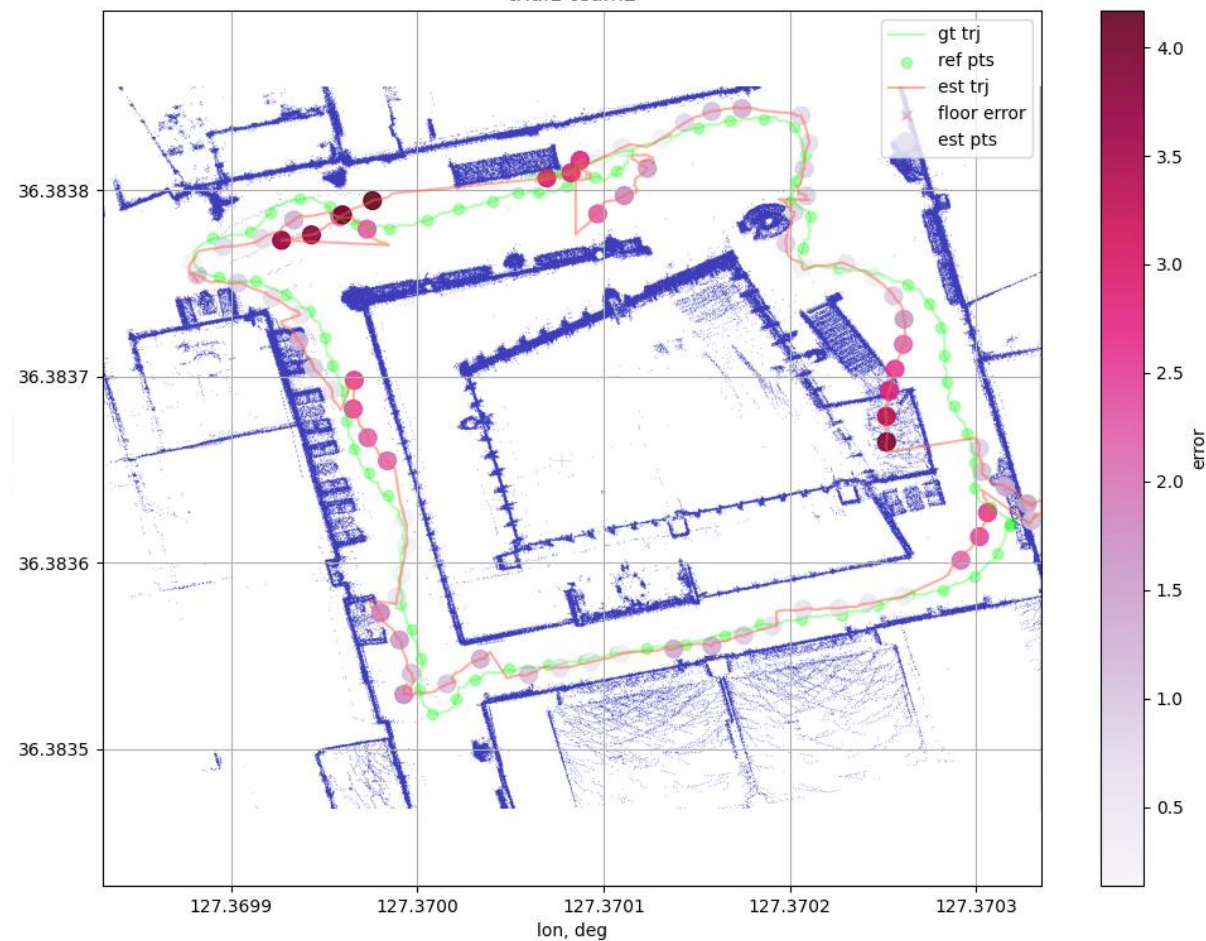 gt trj
ref pts
est trj
floor error
est pts
4.0
3.5
3.0
2.5
2.0
1.5
1.0
0.5
error
36.3838
36.3837
36.3836
36.3835
127.3699
127.3700
127.3701
127.3702
127.3703
lon, deg